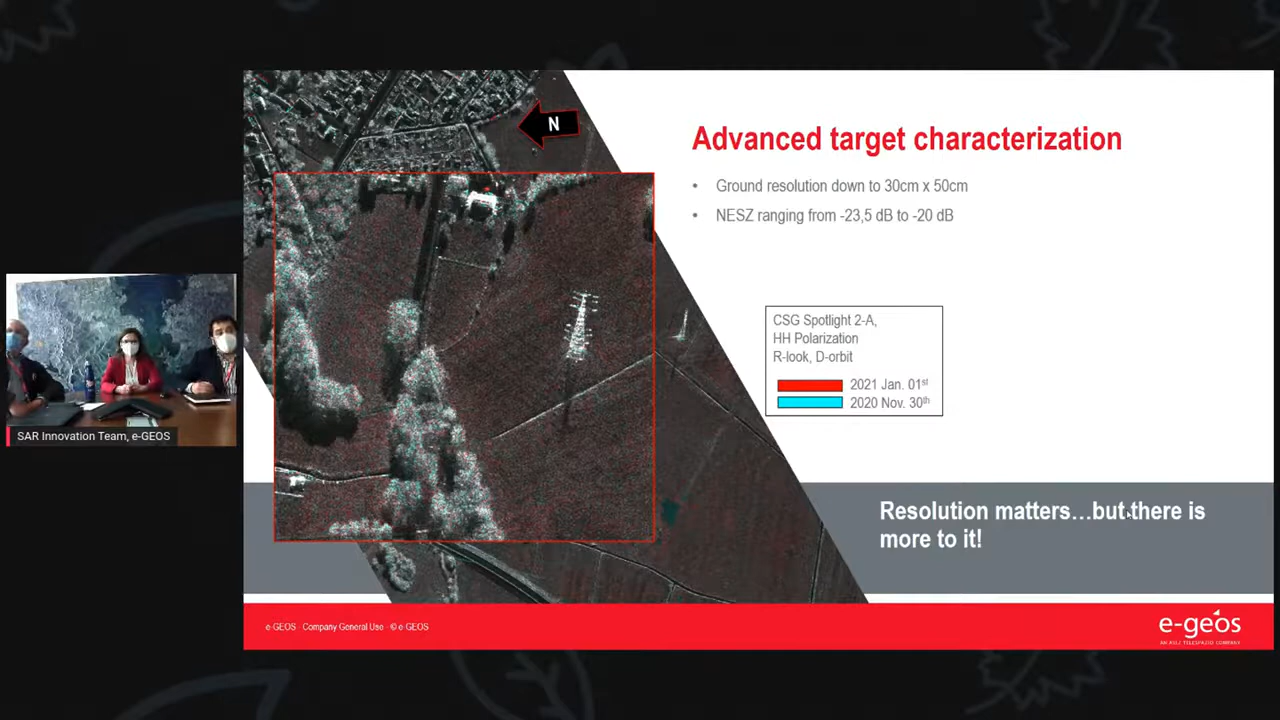 N
Advanced target characterization
• Ground resolution down to 30cm x 50cm
• NESZ ranging from -23,5 dB to -20 dB
CSG Spotlight 2-A,
HH Polarization
R-look, D-orbit
2021 Jan. 01st
2020 Nov. 30th
SAR Innovation Team, e-GEOS
Resolution matters…but there is
more to it!
e-GEOS - Company General Use - © e-GEOS
e-geos
AN ASI / TELESPAZIO COMPANY